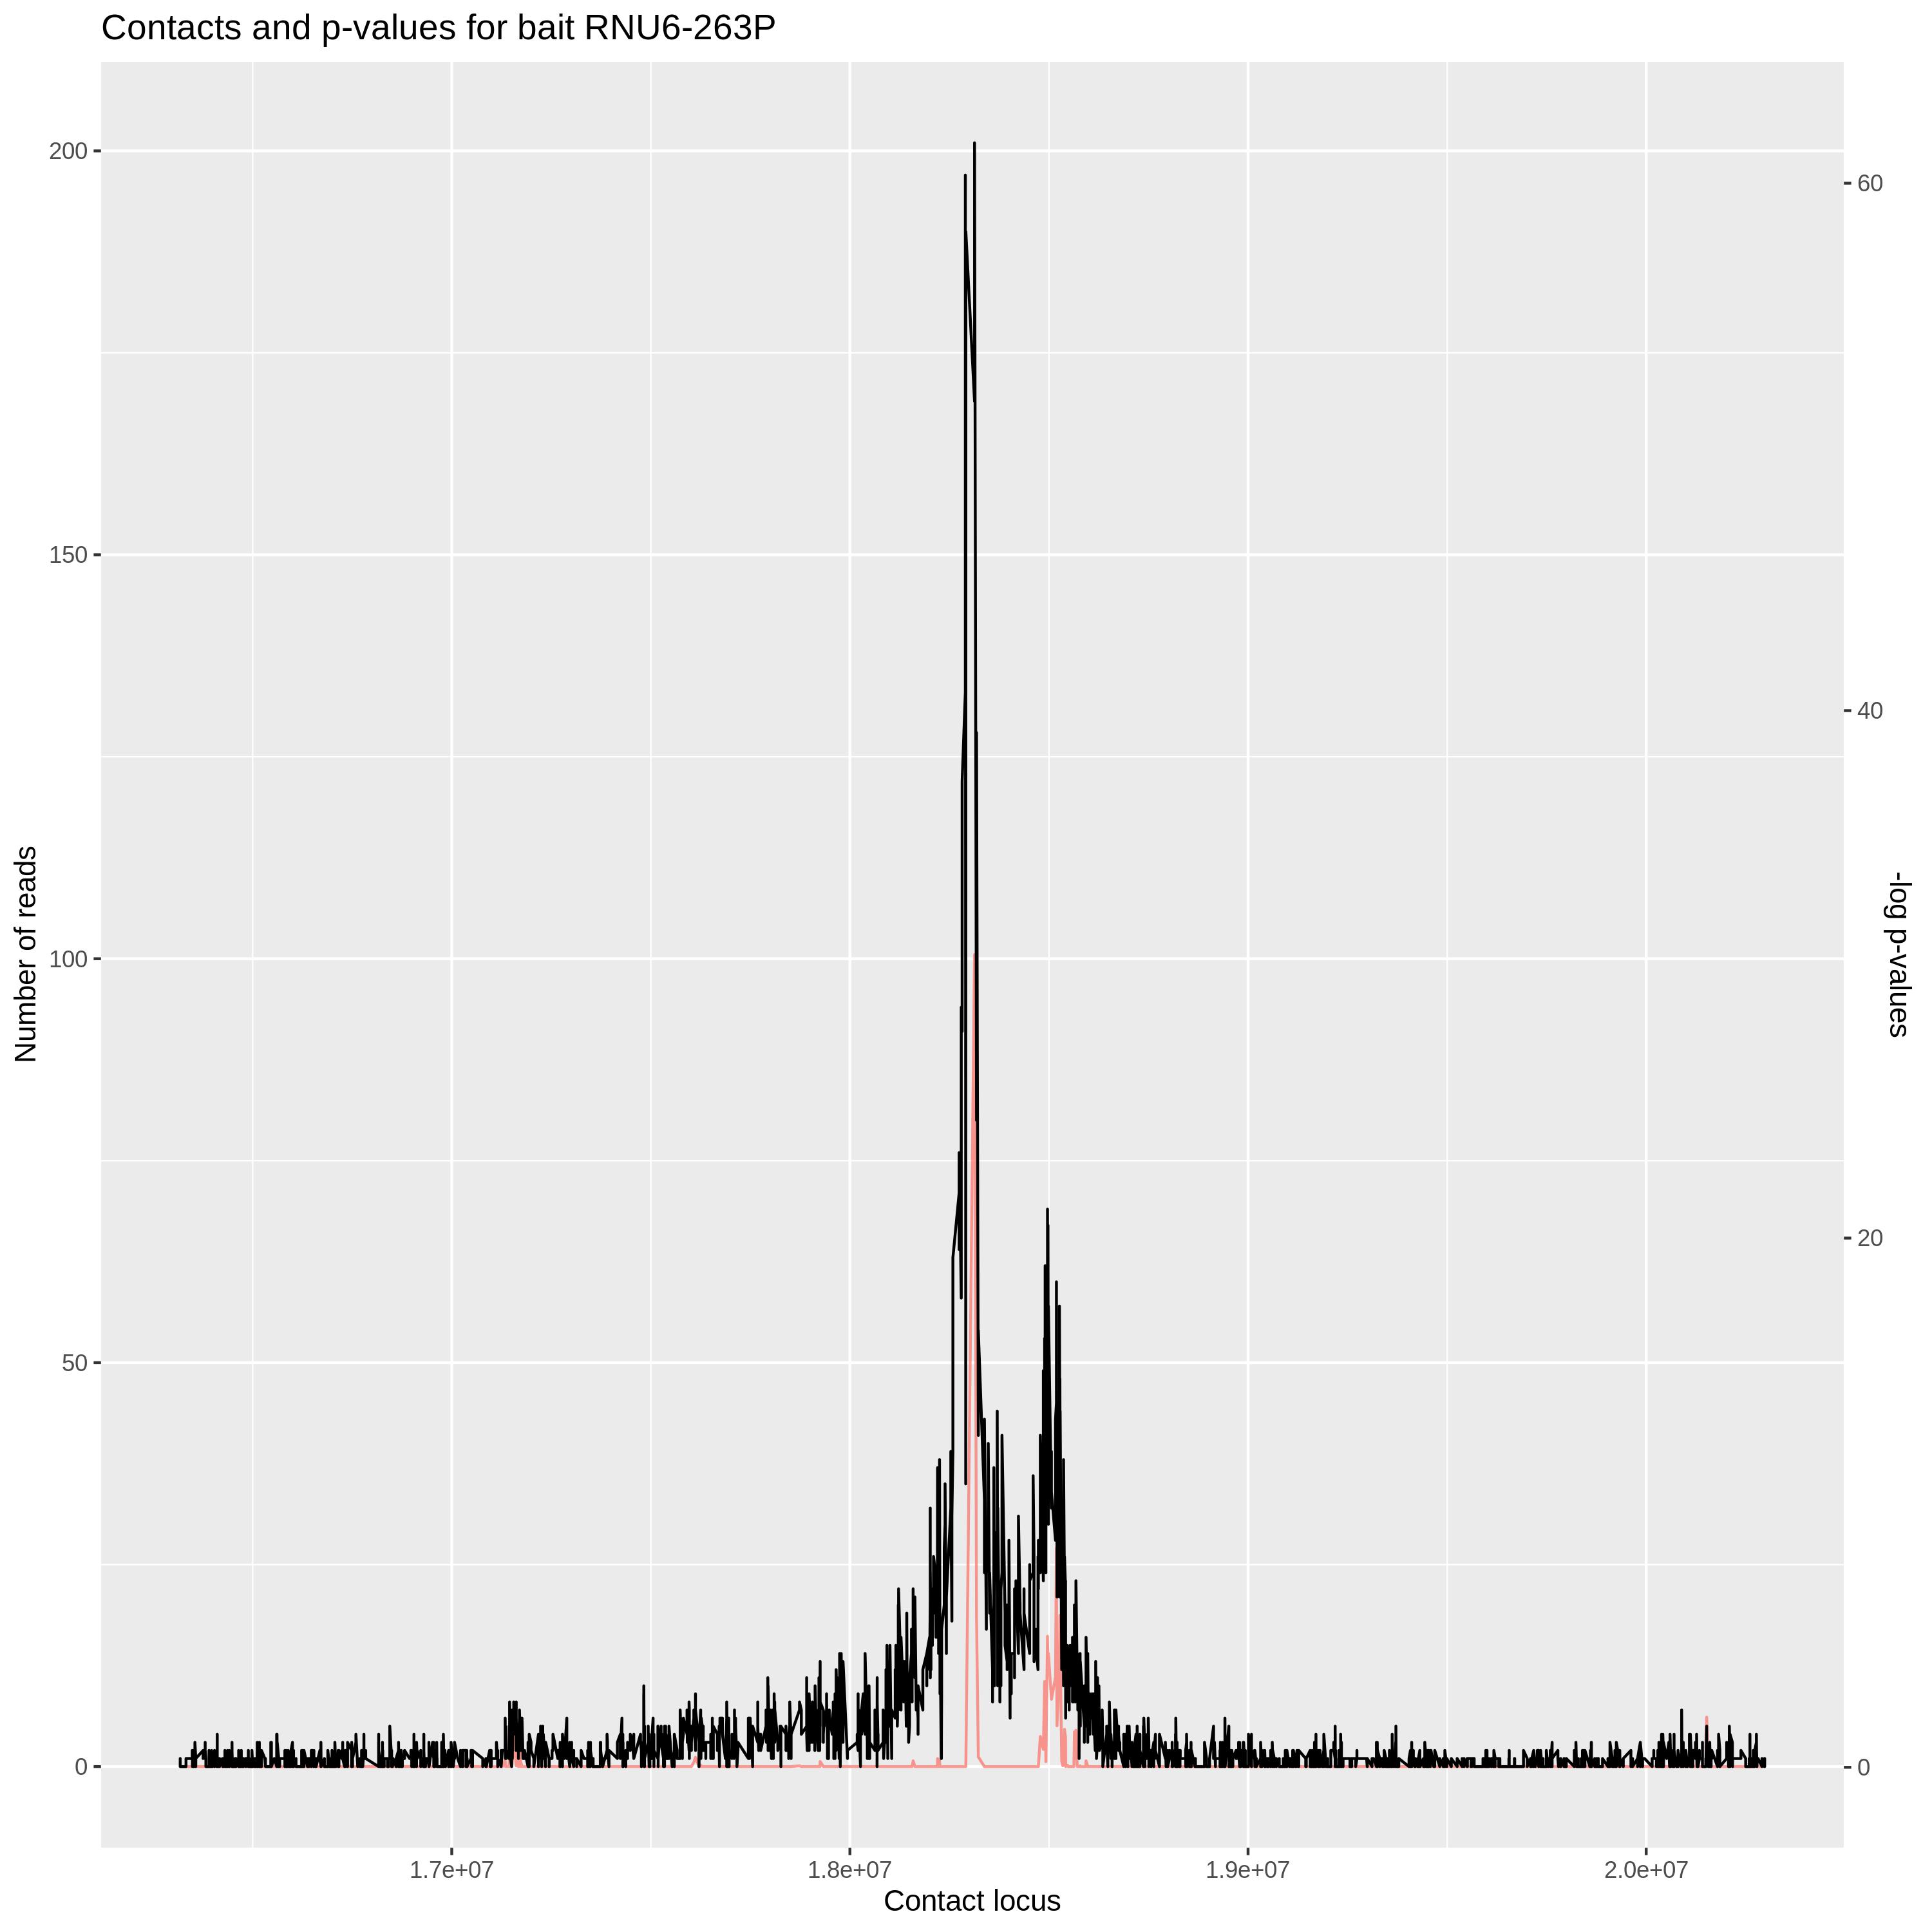 Contacts and p-values for bait RNU6-263P
200
150
100
50
0
Number of reads
60
40
20
0
-log p-values
1.7e+07
1.8e+07
1.9e+07
2.0e+07
Contact locus